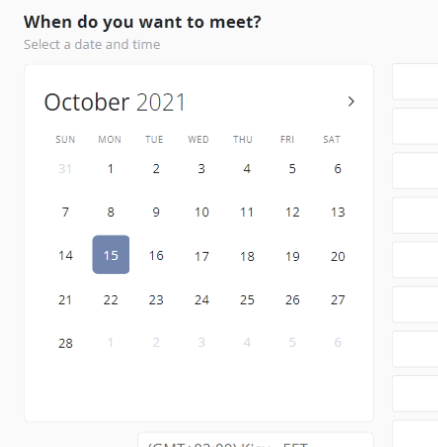 When do you want to meet?
Select a date and time
October 2021
SUN MON TUE WED THU FRI SAT
31 1 2 3 4 5 6
7 8 9 10 11 12 13
14 15 16 17 18 19 20
21 22 23 24 25 26 27
28 1 2 3 4 5 6